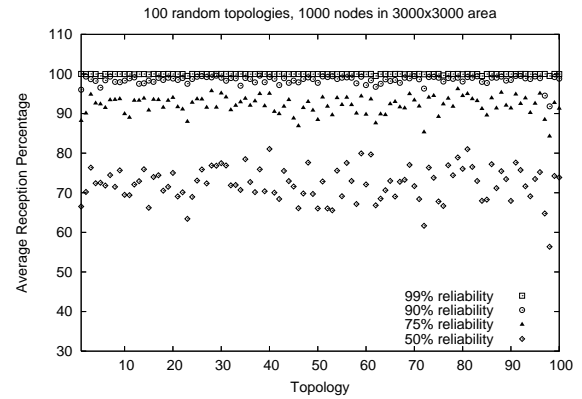 100 random topologies, 1000 nodes in 3000x3000 area
Average Reception Percentage
110
100
90
80
70
60
50
40
30
99% reliability
90% reliability
75% reliability
50% reliability
10 20 30 40 50 60 70 80 90 100
Topology